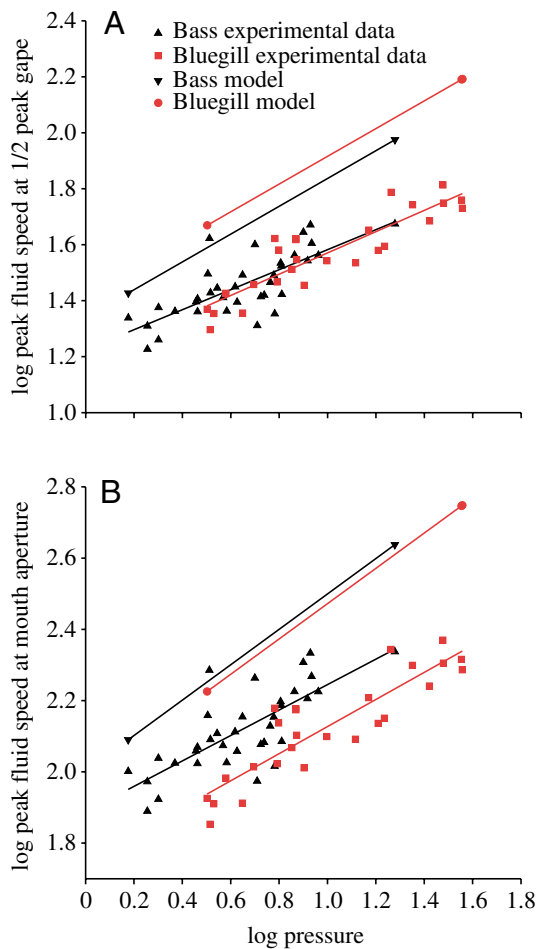 A
Bass experimental data
Bluegill experimental data
Bass model
Bluegill model
log peak fluid speed at 1/2 peak gape
2.4
2.2
2.0
1.8
1.6
1.4
1.2
1.0
B
log peak fluid speed at mouth aperture
2.8
2.6
2.4
2.2
2.0
1.8
0 0.2 0.4 0.6 0.8 1.0 1.2 1.4 1.6 1.8
log pressure